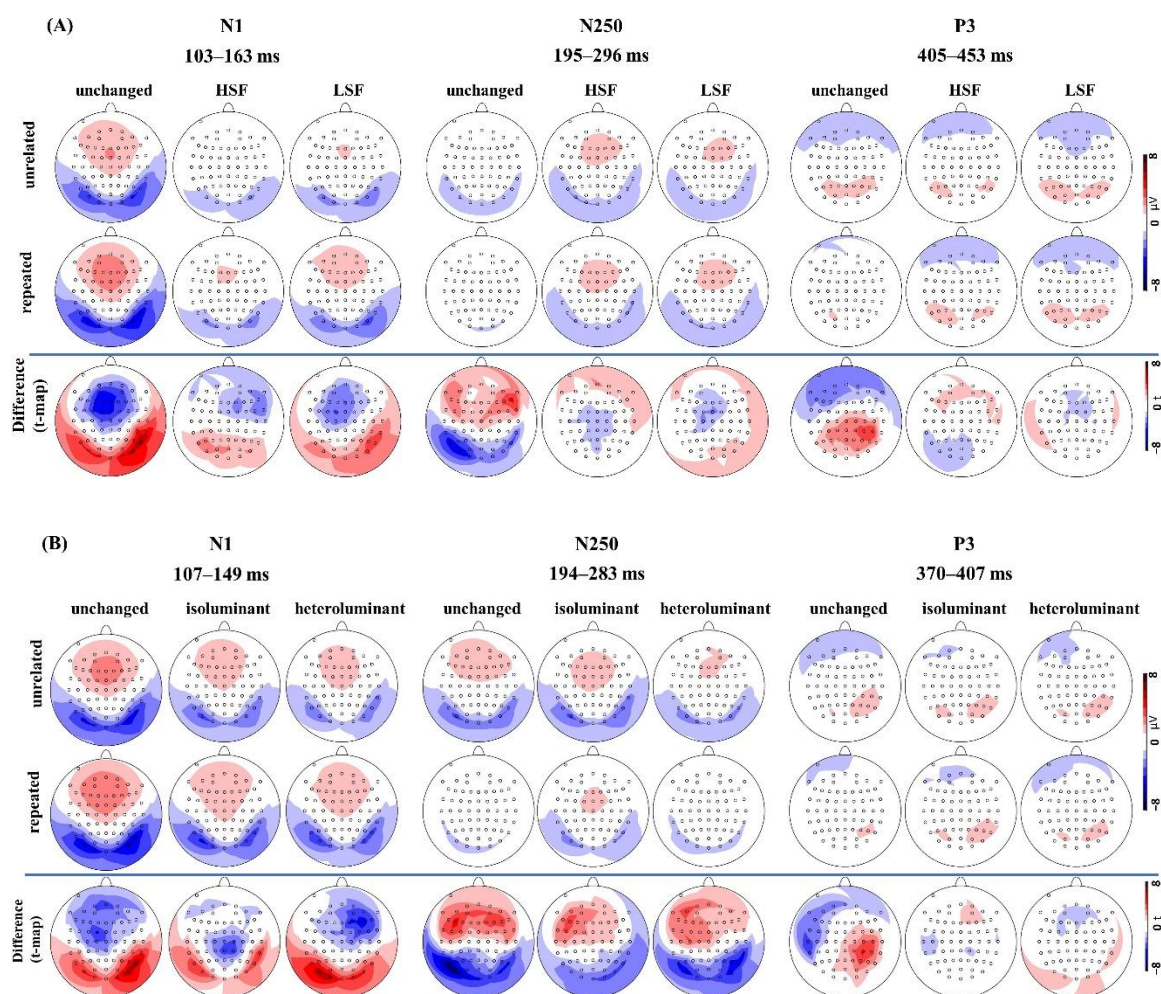 (A)
N1 N250 P3
103–163 ms 195–296 ms 405–453 ms
unchanged HSF LSF unchanged HSF LSF unchanged HSF LSF
unrelated
8
0 µV
−8
repeated
Difference
(t-map)
8
0 t
−8
(B)
N1 N250 P3
107–149 ms 194–283 ms 370–407 ms
unchanged isoluminant heteroluminant unchanged isoluminant heteroluminant unchanged isoluminant heteroluminant
unrelated
8
0 µV
−8
repeated
Difference
(t-map)
8
0 t
−8